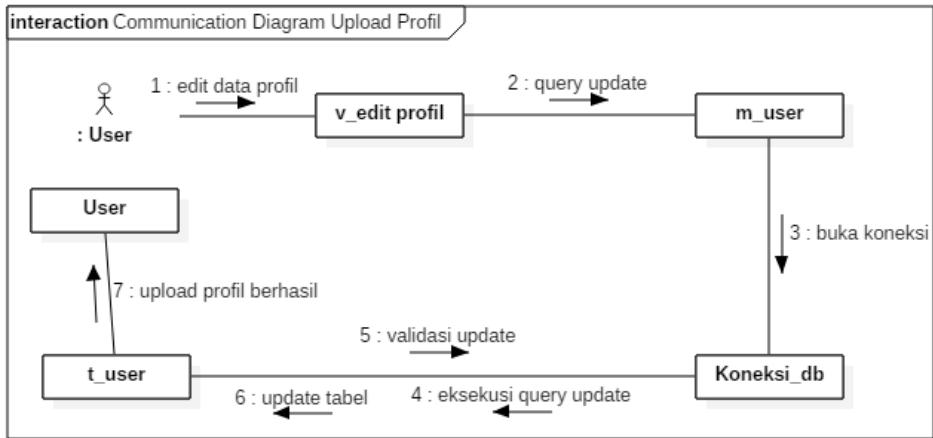 interaction Communication Diagram Upload Profil
1 : edit data profil
2 : query update
v_edit profil
m_user
: User
User
3 : buka koneksi
7 : upload profil berhasil
5 : validasi update
t_user
Koneksi_db
6 : update tabel
4 : eksekusi query update